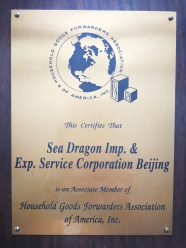 HOUSEHOLD GOODS FORWARDERS ASSOCIATION
OF AMERICA, INC.
This Certifies That
Sea Dragon Imp. &
Exp. Service Corporation Beijing
is an Associate Member of
Household Goods Forwarders Association
of America, Inc.